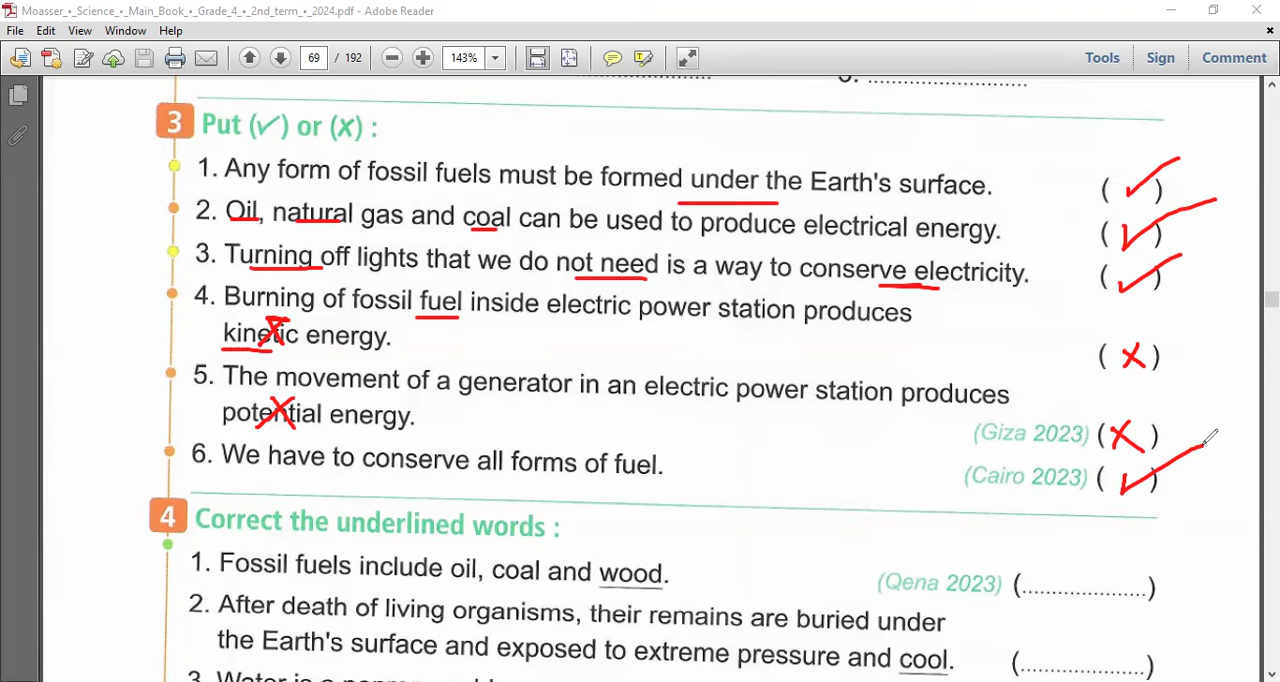 Moasser_•_Science_•_Main_Book_•_Grade_4_•_2nd_term_•_2024.pdf - Adobe Reader
File Edit View Window Help
69 / 192 143% Tools Sign Comment
3 Put (✓) or (x) :
1. Any form of fossil fuels must be formed under the Earth's surface. ( ✓ )
2. Oil, natural gas and coal can be used to produce electrical energy. ( ✓ )
3. Turning off lights that we do not need is a way to conserve electricity. ( ✓ )
4. Burning of fossil fuel inside electric power station produces
kinetic energy. ( x )
5. The movement of a generator in an electric power station produces
potential energy. (Giza 2023) ( x )
6. We have to conserve all forms of fuel. (Cairo 2023) ( ✓ )
4 Correct the underlined words :
1. Fossil fuels include oil, coal and wood. (Qena 2023) (....................)
2. After death of living organisms, their remains are buried under
the Earth's surface and exposed to extreme pressure and cool. (....................)